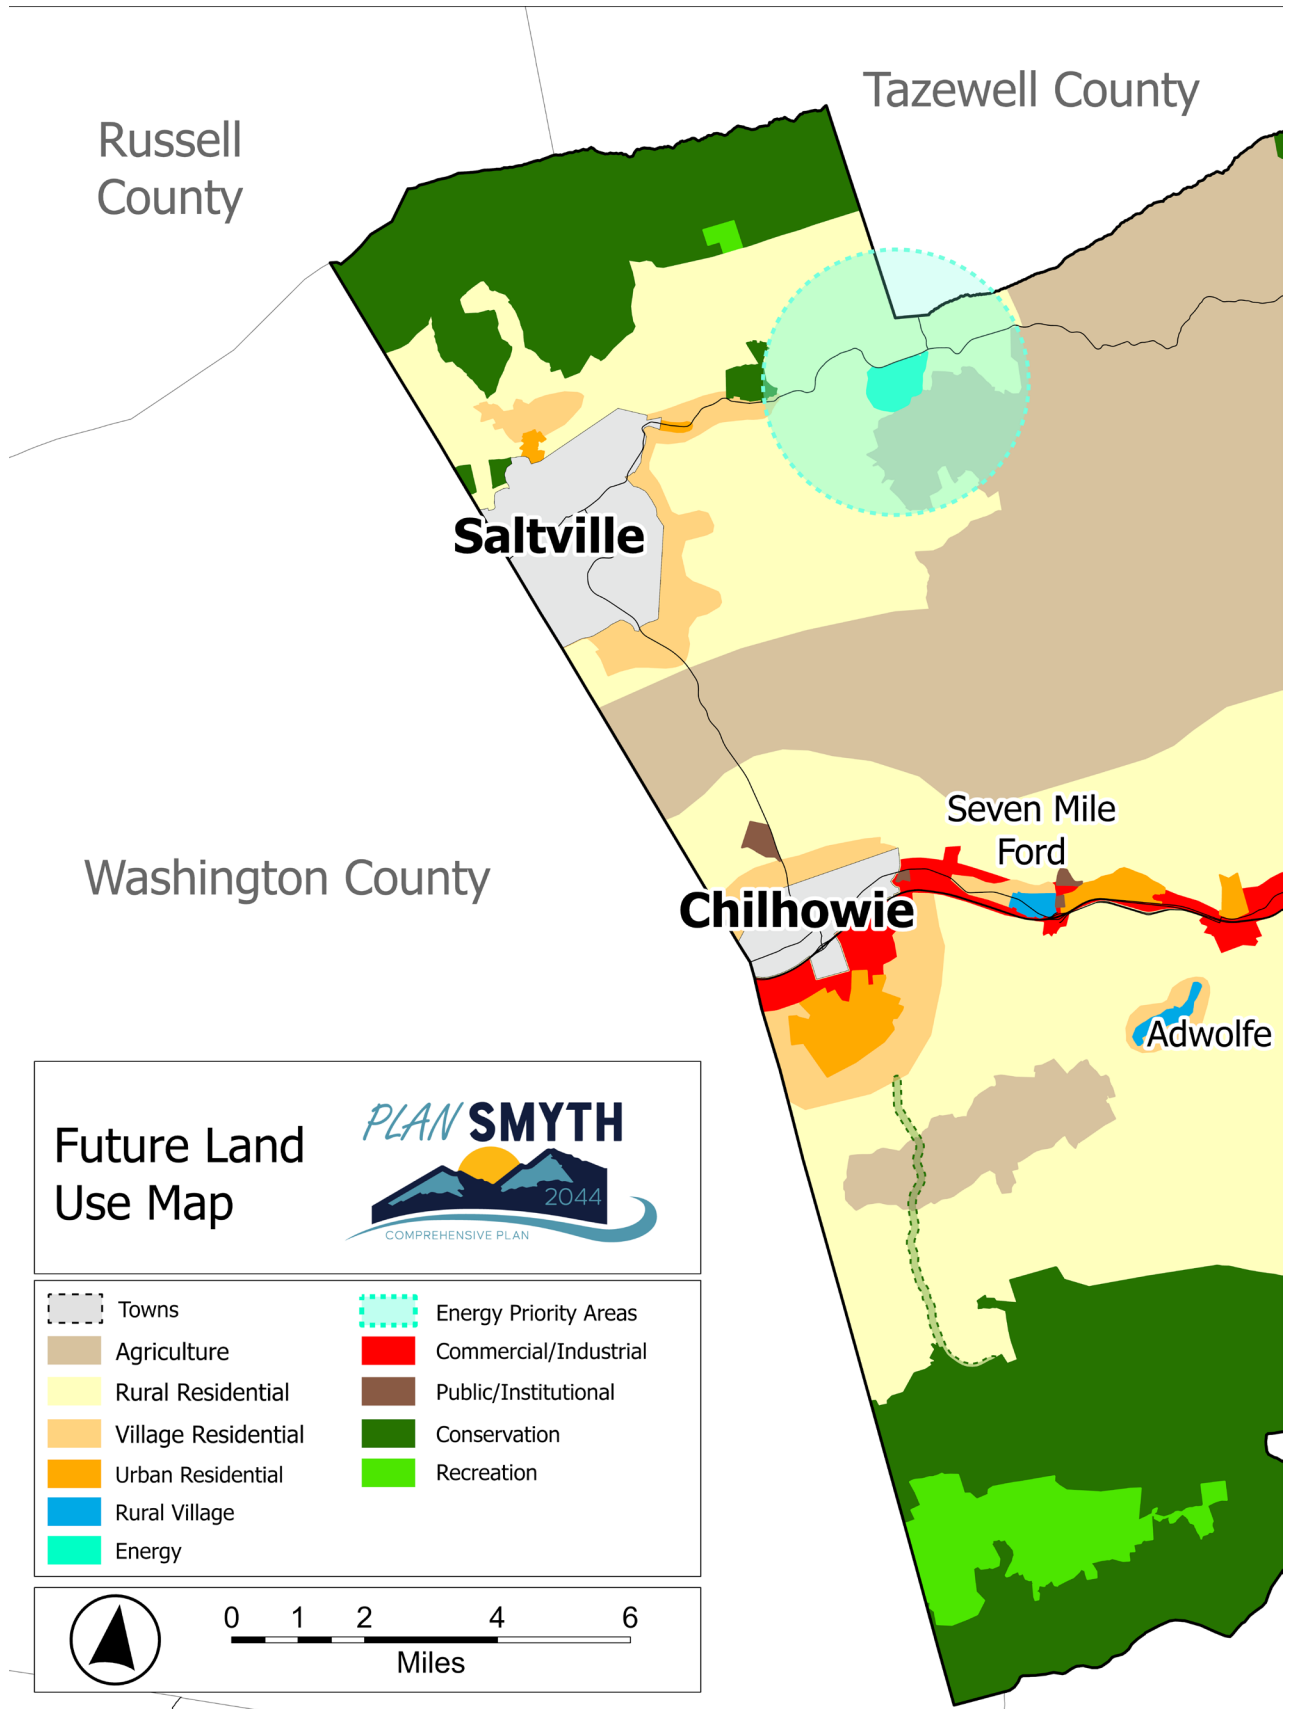 Tazewell County
Russell
County
Saltville
Seven Mile
Ford
Washington County
Chilhowie
Adwolfe
Future Land
Use Map
PLAN SMYTH
2044
COMPREHENSIVE PLAN
Towns
Agriculture
Rural Residential
Village Residential
Urban Residential
Rural Village
Energy
Energy Priority Areas
Commercial/Industrial
Public/Institutional
Conservation
Recreation
0 1 2 4 6
Miles